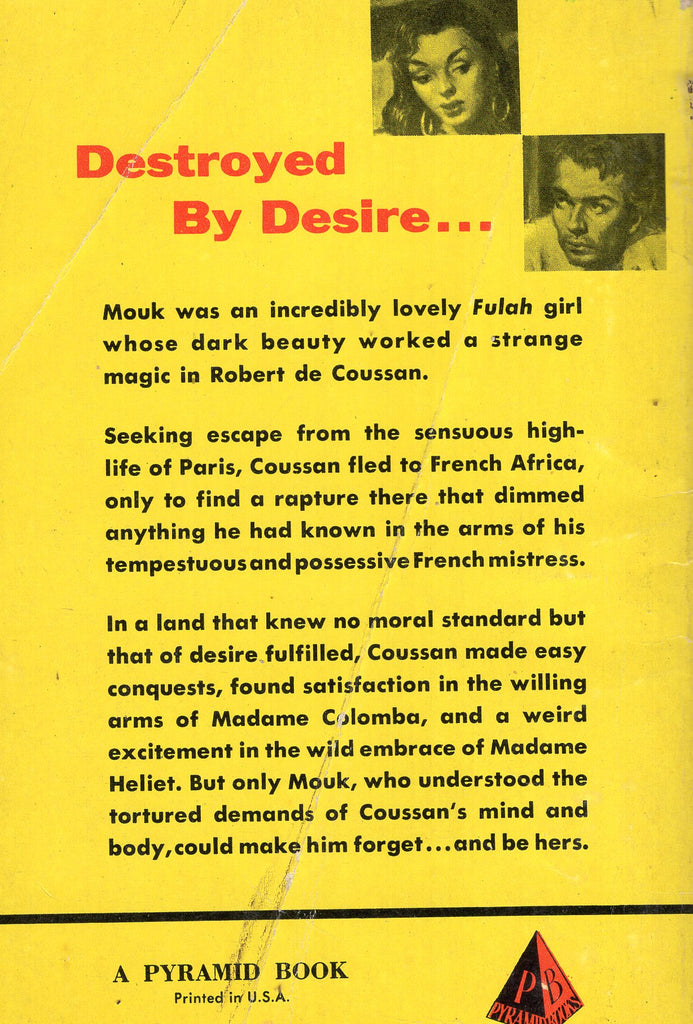 Destroyed
By Desire...
Mouk was an incredibly lovely Fulah girl
whose dark beauty worked a strange
magic in Robert de Coussan.
Seeking escape from the sensuous high-
life of Paris, Coussan fled to French Africa,
only to find a rapture there that dimmed
anything he had known in the arms of his
tempestuous and possessive French mistress.
In a land that knew no moral standard but
that of desire fulfilled, Coussan made easy
conquests, found satisfaction in the willing
arms of Madame Colomba, and a weird
excitement in the wild embrace of Madame
Heliet. But only Mouk, who understood the
tortured demands of Coussan's mind and
body, could make him forget...and be hers.
A PYRAMID BOOK
Printed in U.S.A.
P B
PYRAMID BOOKS